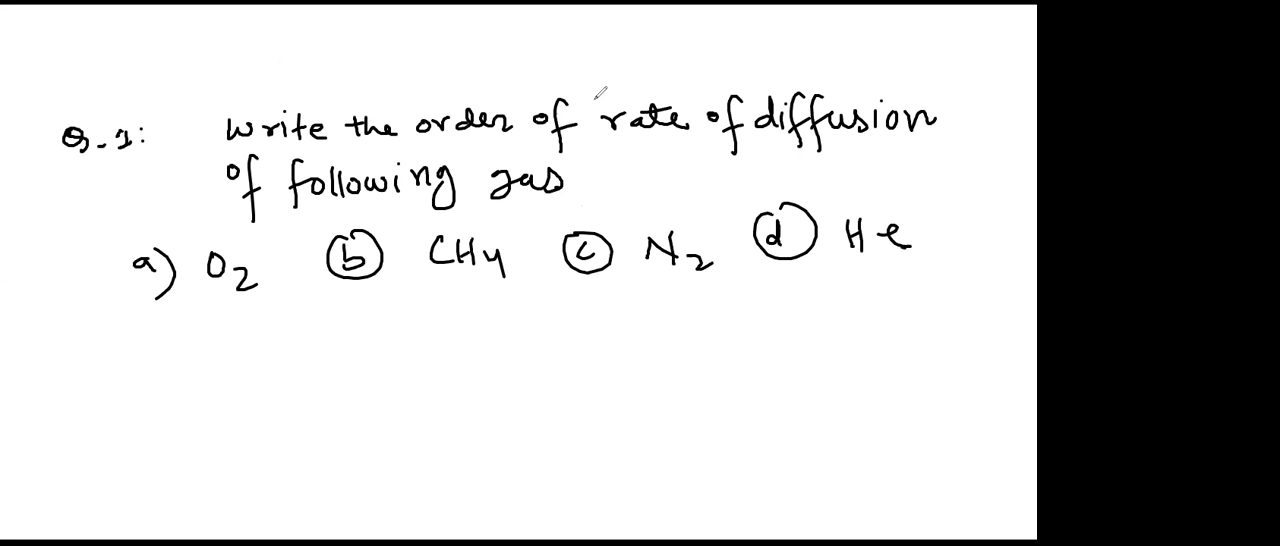 Q-1: Write the order of rate of diffusion
of following gas
a) O2 (b) CH4 (c) N2 (d) He